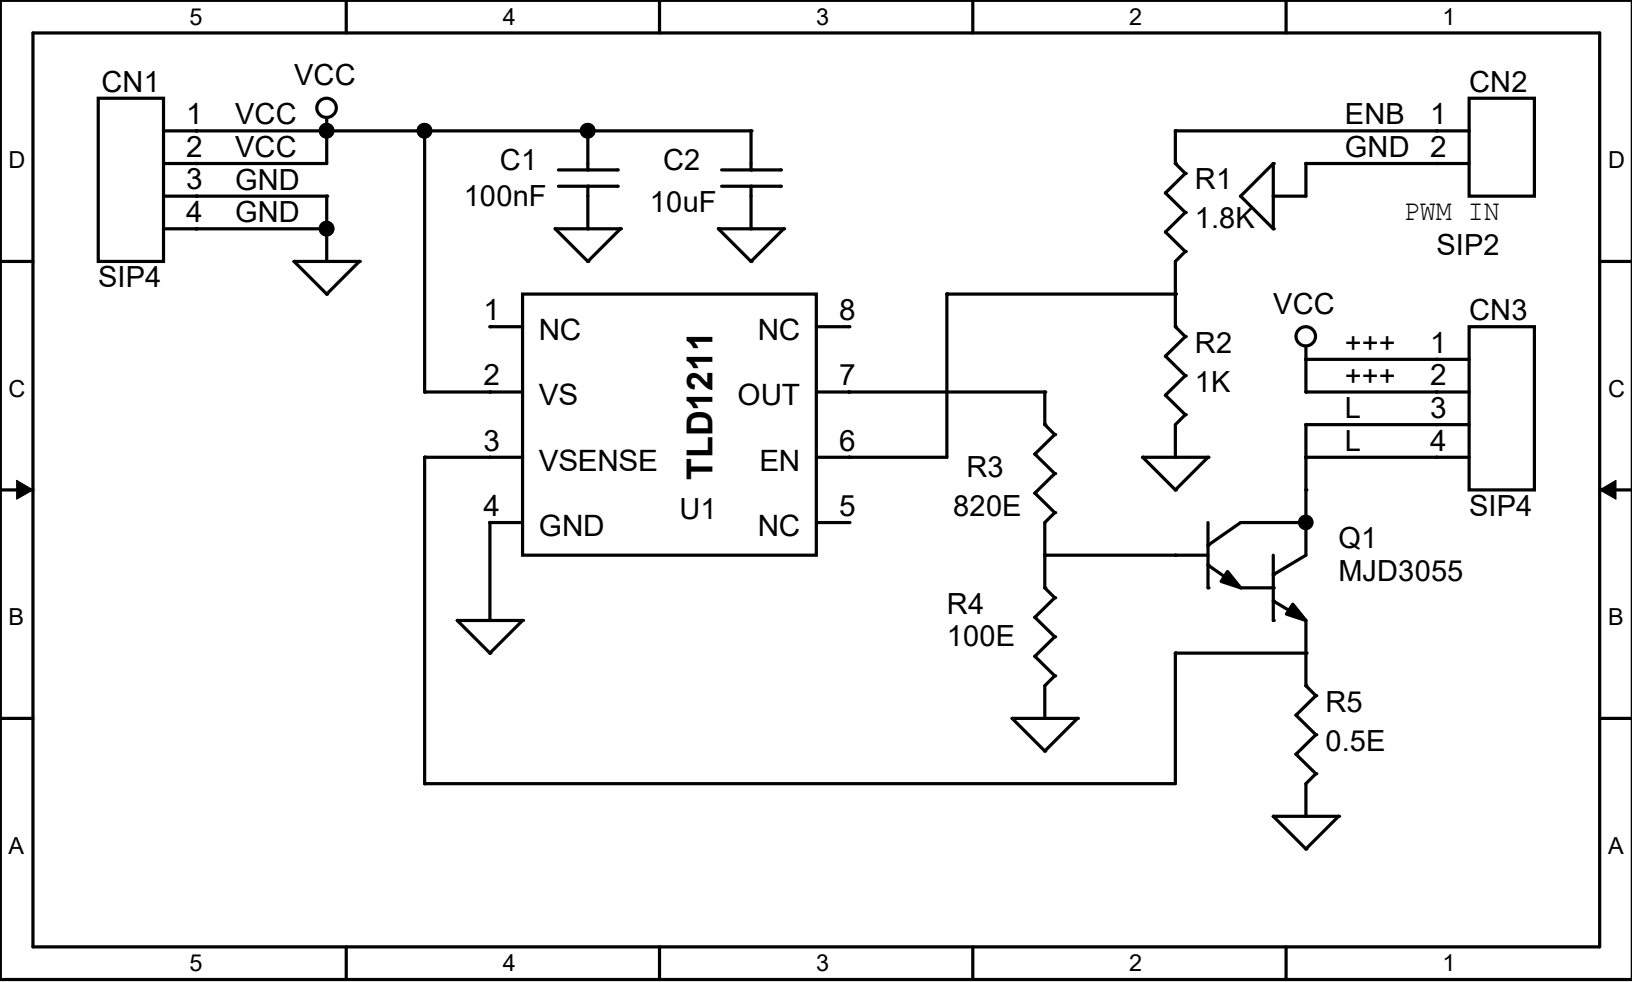 5 4 3 2 1
D
D
CN1
VCC
1 VCC
2 VCC
3 GND
4 GND
SIP4
C1
100nF
C2
10uF
CN2
ENB 1
GND 2
PWM IN
SIP2
R1
1.8K
C
C
1 NC
2 VS
3 VSENSE
4 GND
TLD1211
U1
NC 8
OUT 7
EN 6
NC 5
R2
1K
VCC
CN3
+++ 1
+++ 2
L 3
L 4
SIP4
R3
820E
Q1
MJD3055
B
B
R4
100E
R5
0.5E
A
A
5 4 3 2 1